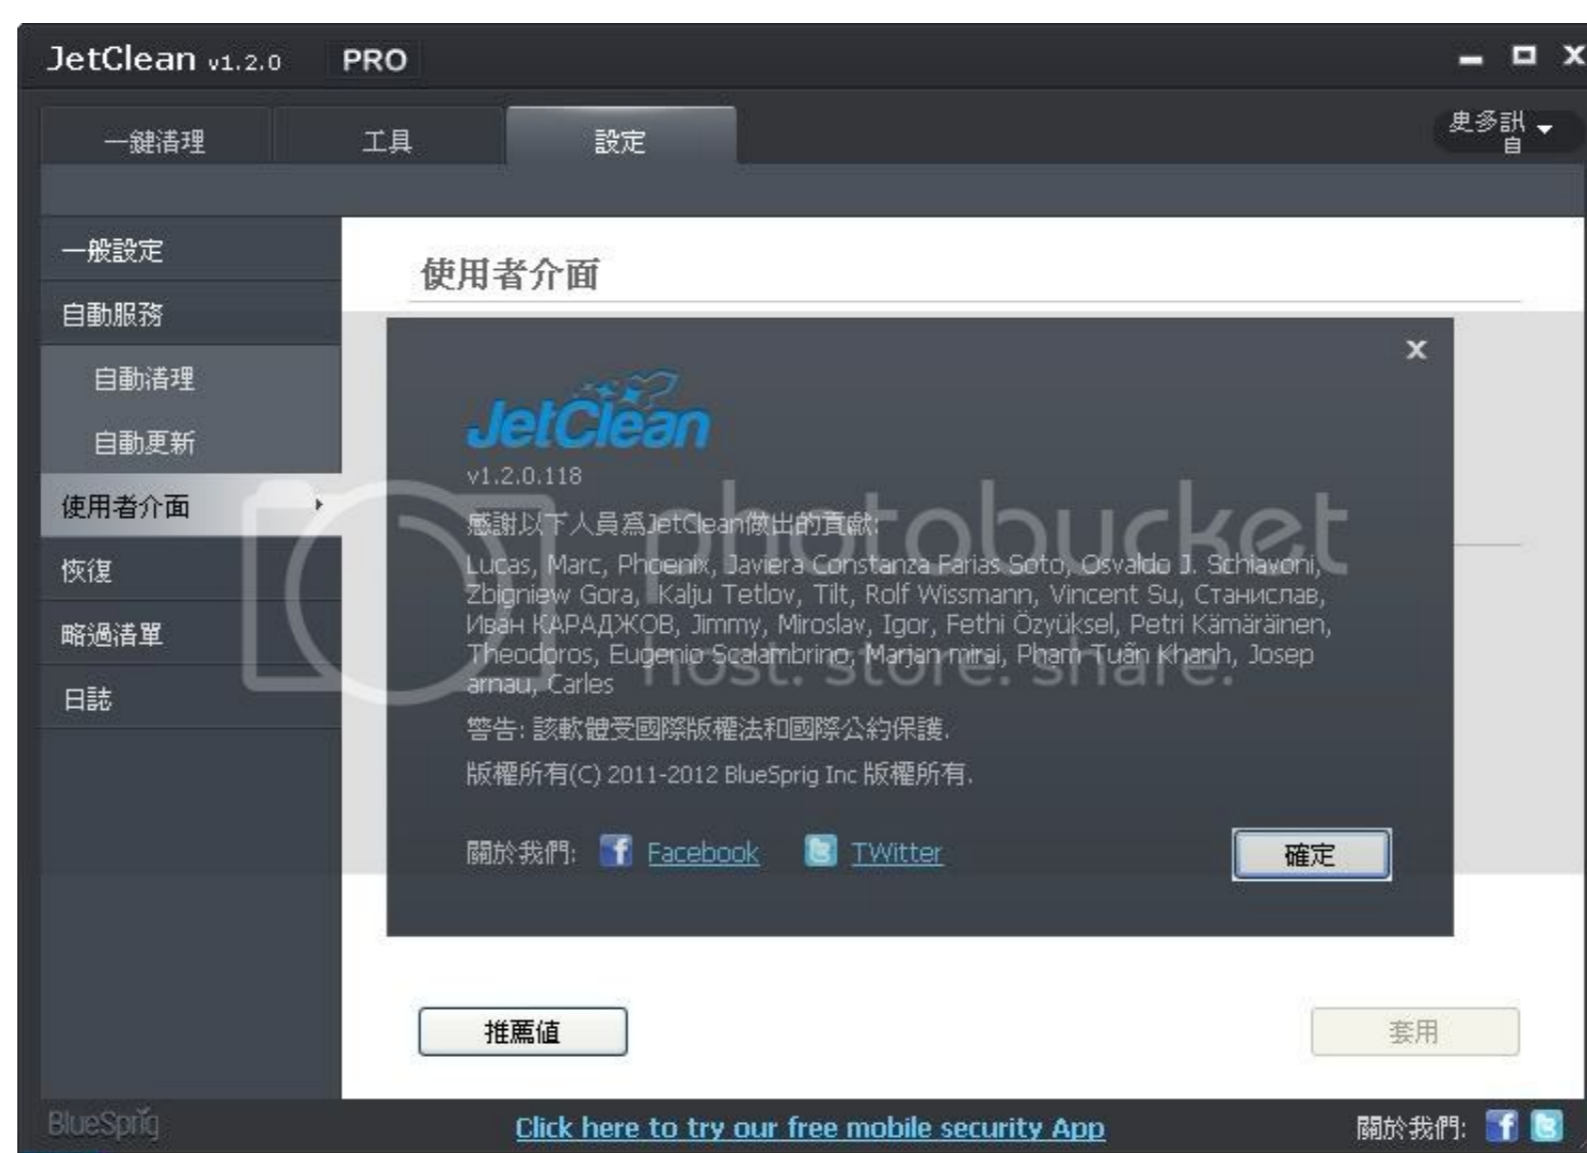 JetClean v1.2.0 PRO
一鍵清理 工具 設定
更多訊
自
一般設定
自動服務
自動清理
自動更新
使用者介面
恢復
略過清單
日誌
使用者介面
JetClean
v1.2.0.118
感謝以下人員為JetClean做出的貢獻:
Lucas, Marc, Phoenix, Javiera Constanza Farias Soto, Osvaldo J. Schiavoni,
Zbigniew Gora, Kalju Tetlov, Tilt, Rolf Wissmann, Vincent Su, Станислав,
Иван КАРАДЖОВ, Jimmy, Miroslav, Igor, Fethi Özyüksel, Petri Kämäräinen,
Theodoros, Eugenio Scalambrino, Marjan mirai, Pham Tuấn Khanh, Josep
arnau, Carles
警告: 該軟體受國際版權法和國際公約保護.
版權所有(C) 2011-2012 BlueSprig Inc 版權所有.
關於我們: Facebook TWitter
確定
推薦值
套用
BlueSprig
Click here to try our free mobile security App
關於我們:
photobucket
host. store. share.